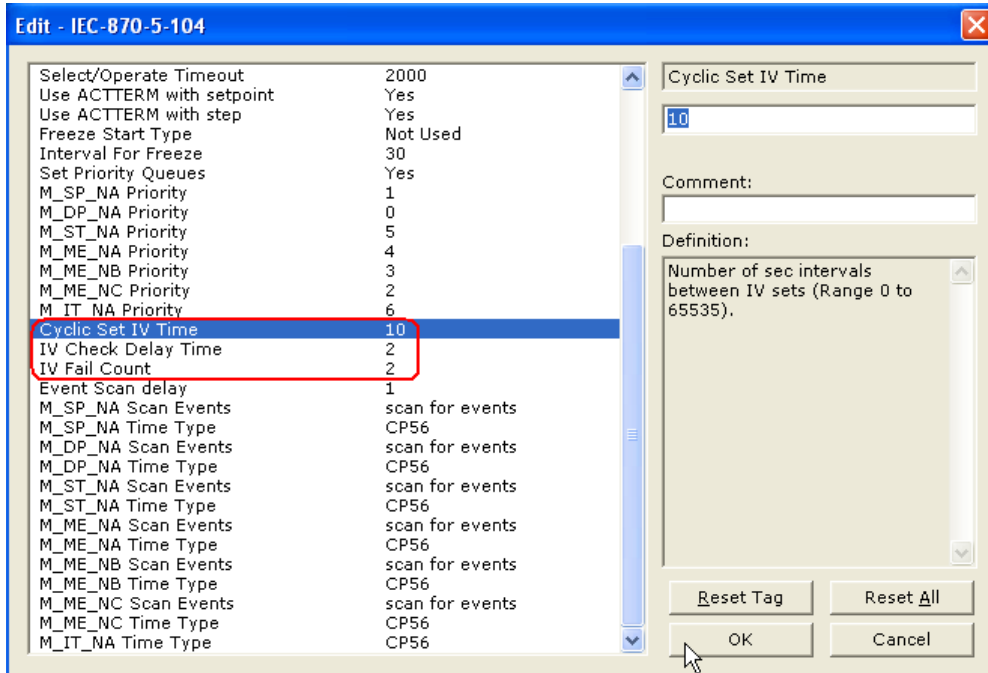 Edit - IEC-870-5-104
Select/Operate Timeout 2000
Use ACTTERM with setpoint Yes
Use ACTTERM with step Yes
Freeze Start Type Not Used
Interval For Freeze 30
Set Priority Queues Yes
M_SP_NA Priority 1
M_DP_NA Priority 0
M_ST_NA Priority 5
M_ME_NA Priority 4
M_ME_NB Priority 3
M_ME_NC Priority 2
M_IT_NA Priority 6
Cyclic Set IV Time 10
IV Check Delay Time 2
IV Fail Count 2
Event Scan delay 1
M_SP_NA Scan Events scan for events
M_SP_NA Time Type CP56
M_DP_NA Scan Events scan for events
M_DP_NA Time Type CP56
M_ST_NA Scan Events scan for events
M_ST_NA Time Type CP56
M_ME_NA Scan Events scan for events
M_ME_NA Time Type CP56
M_ME_NB Scan Events scan for events
M_ME_NB Time Type CP56
M_ME_NC Scan Events scan for events
M_ME_NC Time Type CP56
M_IT_NA Time Type CP56
Cyclic Set IV Time
10
Comment:
Definition:
Number of sec intervals
between IV sets (Range 0 to
65535).
Reset Tag Reset All
OK Cancel